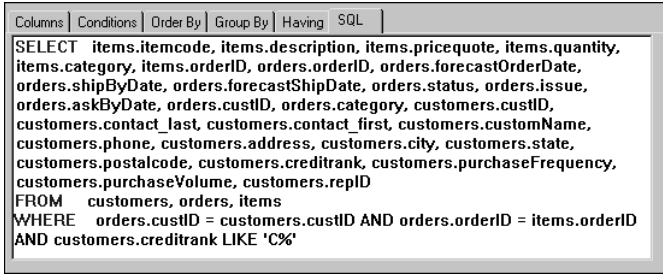 Columns Conditions Order By Group By Having SQL
SELECT items.itemcode, items.description, items.pricequote, items.quantity,
items.category, items.orderID, orders.orderID, orders.forecastOrderDate,
orders.shipByDate, orders.forecastShipDate, orders.status, orders.issue,
orders.askByDate, orders.custID, orders.category, customers.custID,
customers.contact_last, customers.contact_first, customers.customName,
customers.phone, customers.address, customers.city, customers.state,
customers.postalcode, customers.creditrank, customers.purchaseFrequency,
customers.purchaseVolume, customers.repID
FROM customers, orders, items
WHERE orders.custID = customers.custID AND orders.orderID = items.orderID
AND customers.creditrank LIKE 'C%'